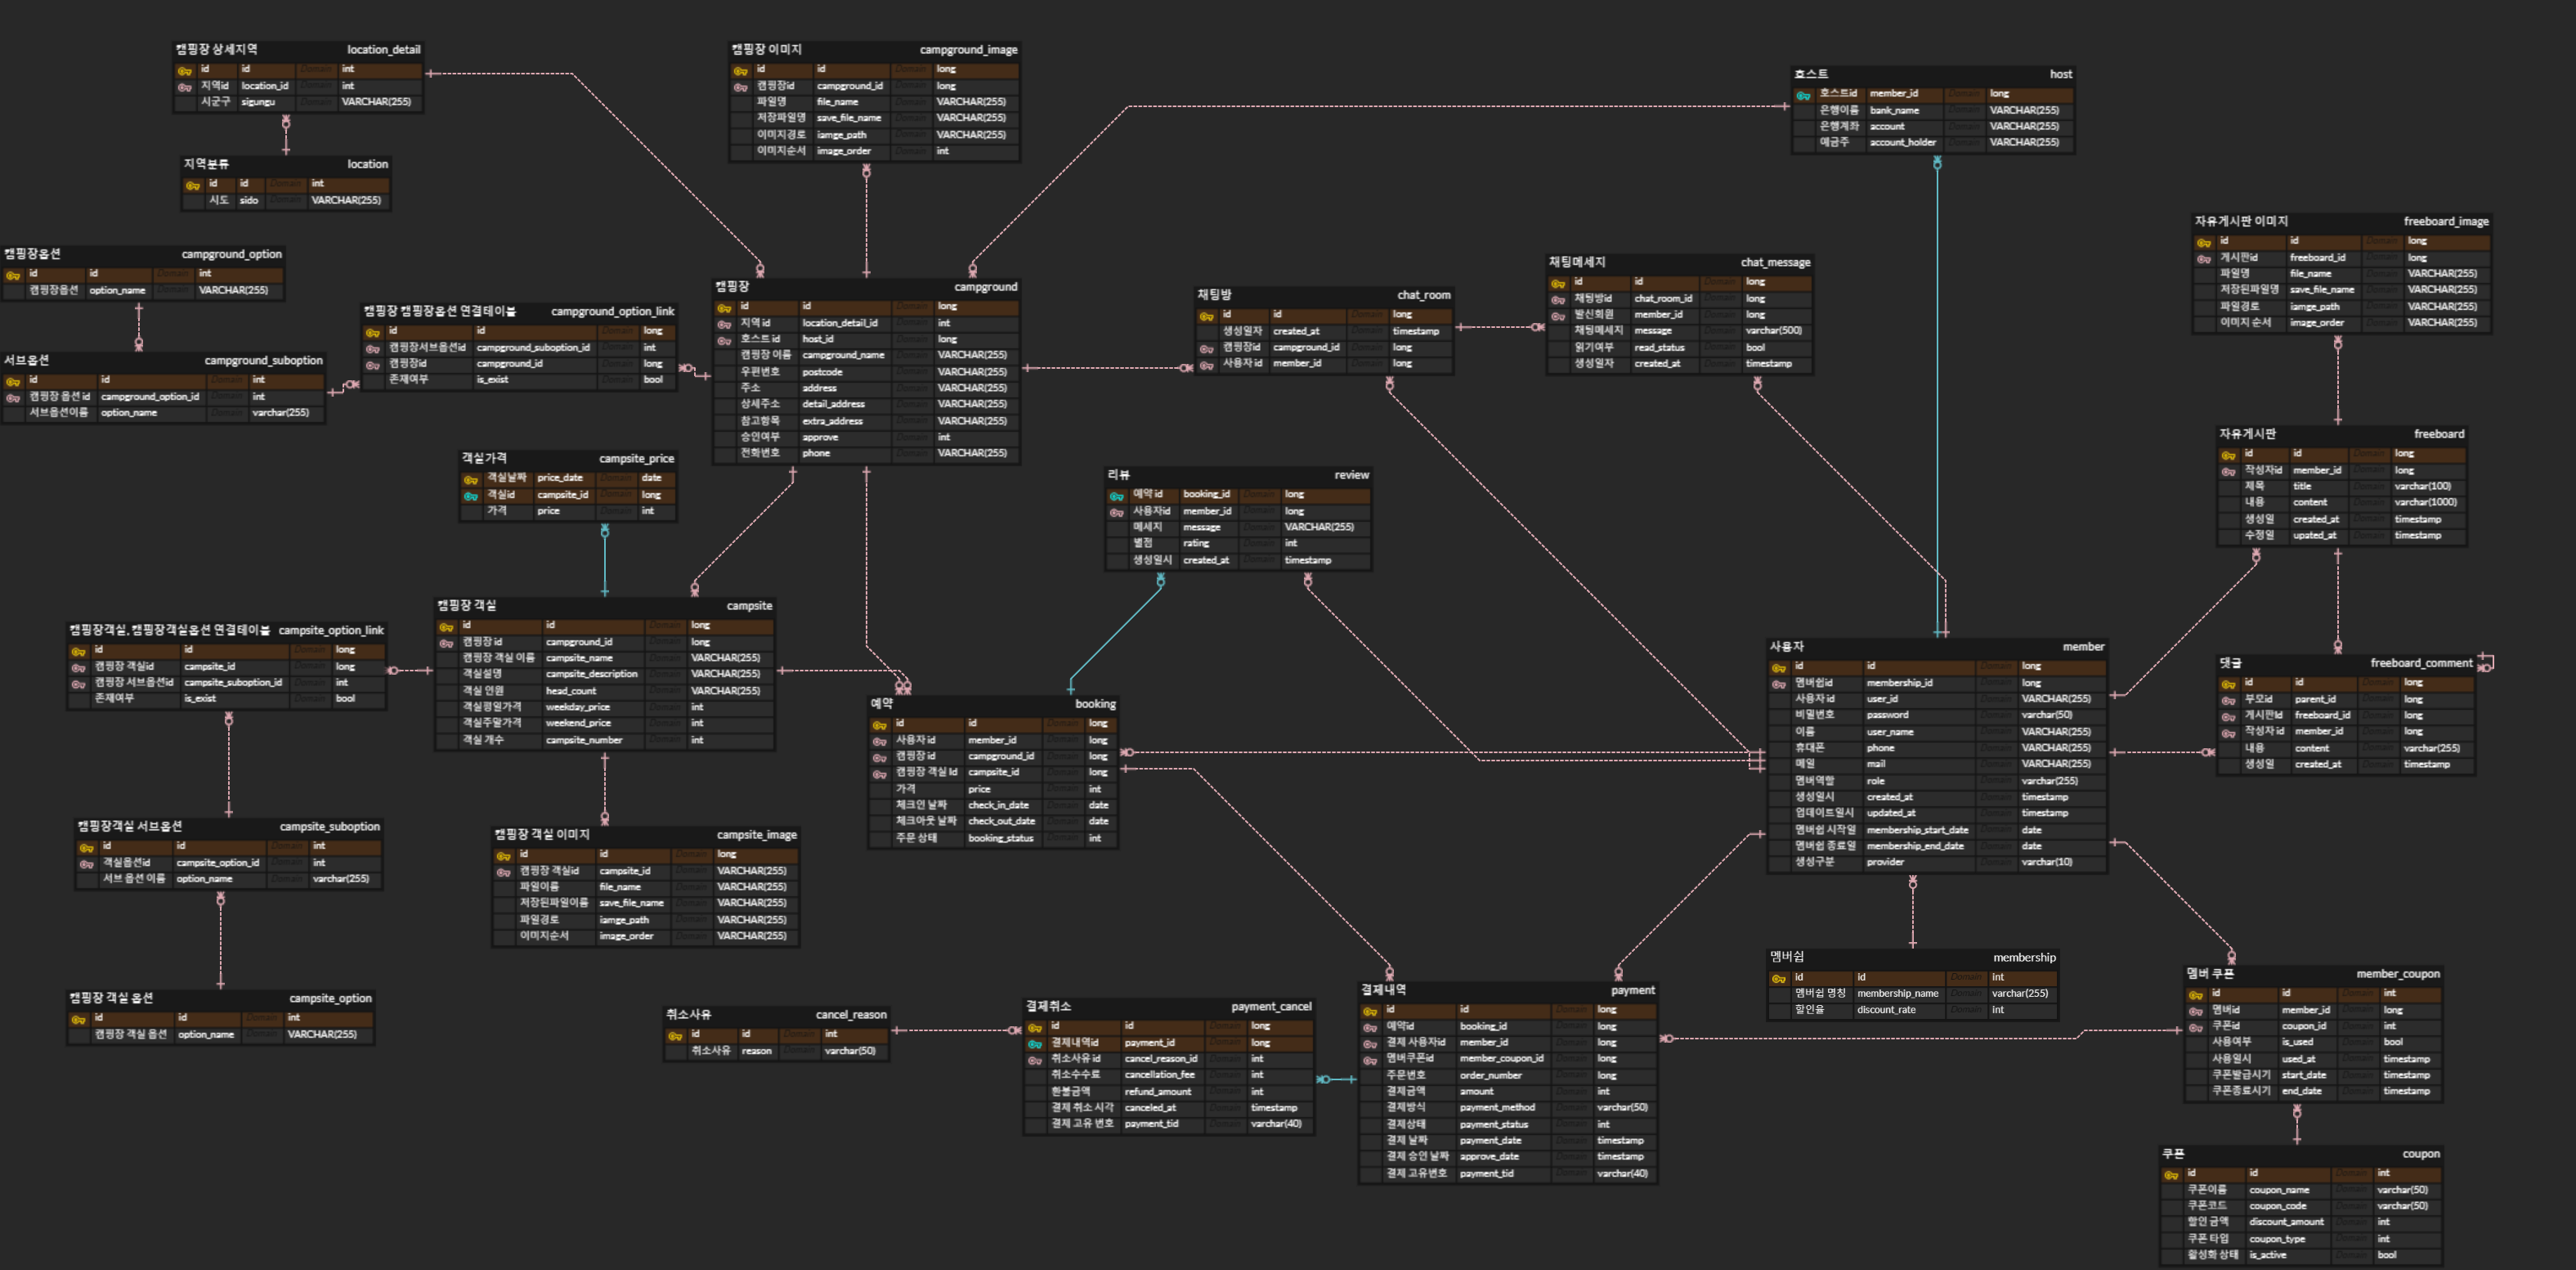 캠핑장 상세지역 location_detail
id id Domain int
지역id location_id Domain int
시군구 sigungu Domain VARCHAR(255)
지역분류 location
id id Domain int
시도 sido Domain VARCHAR(255)
캠핑장 이미지 campground_image
id id Domain long
캠핑장id campground_id Domain long
파일명 file_name Domain VARCHAR(255)
저장파일명 save_file_name Domain VARCHAR(255)
이미지경로 iamge_path Domain VARCHAR(255)
이미지순서 image_order Domain int
호스트 host
호스트id member_id Domain long
은행이름 bank_name Domain VARCHAR(255)
은행계좌 account Domain VARCHAR(255)
예금주 account_holder Domain VARCHAR(255)
캠핑장옵션 campground_option
id id Domain int
캠핑장옵션 option_name Domain VARCHAR(255)
서브옵션 campground_suboption
id id Domain int
캠핑장 옵션 id campground_option_id Domain int
서브옵션이름 option_name Domain varchar(255)
캠핑장 캠핑장옵션 연결테이블 campground_option_link
id id Domain long
캠핑장서브옵션id campground_suboption_id Domain int
캠핑장id campground_id Domain long
존재여부 is_exist Domain bool
캠핑장 campground
id id Domain long
지역 id location_detail_id Domain int
호스트 id host_id Domain long
캠핑장 이름 campground_name Domain VARCHAR(255)
우편번호 postcode Domain VARCHAR(255)
주소 address Domain VARCHAR(255)
상세주소 detail_address Domain VARCHAR(255)
참고항목 extra_address Domain VARCHAR(255)
승인여부 approve Domain int
전화번호 phone Domain VARCHAR(255)
채팅방 chat_room
id id Domain long
생성일자 created_at Domain timestamp
캠핑장id campground_id Domain long
사용자 id member_id Domain long
채팅메세지 chat_message
id id Domain long
채팅방id chat_room_id Domain long
발신회원 member_id Domain long
채팅메세지 message Domain varchar(500)
읽기여부 read_status Domain bool
생성일자 created_at Domain timestamp
자유게시판 이미지 freeboard_image
id id Domain long
게시판id freeboard_id Domain long
파일명 file_name Domain VARCHAR(255)
저장된파일명 save_file_name Domain VARCHAR(255)
파일경로 iamge_path Domain VARCHAR(255)
이미지 순서 image_order Domain VARCHAR(255)
자유게시판 freeboard
id id Domain long
작성자id member_id Domain long
제목 title Domain varchar(100)
내용 content Domain varchar(1000)
생성일 created_at Domain timestamp
수정일 upated_at Domain timestamp
객실가격 campsite_price
객실날짜 price_date Domain date
객실id campsite_id Domain long
가격 price Domain int
리뷰 review
예약 id booking_id Domain long
사용자id member_id Domain long
메세지 message Domain VARCHAR(255)
별점 rating Domain int
생성일시 created_at Domain timestamp
캠핑장 객실 campsite
id id Domain long
캠핑장 id campground_id Domain long
캠핑장 객실 이름 campsite_name Domain VARCHAR(255)
객실설명 campsite_description Domain VARCHAR(255)
객실 인원 head_count Domain VARCHAR(255)
객실평일가격 weekday_price Domain int
객실주말가격 weekend_price Domain int
객실 개수 campsite_number Domain int
캠핑장객실, 캠핑장객실옵션 연결테이블 campsite_option_link
id id Domain long
캠핑장 객실id campsite_id Domain long
캠핑장 서브옵션id campsite_suboption_id Domain int
존재여부 is_exist Domain bool
예약 booking
id id Domain long
사용자 id member_id Domain long
캠핑장 id campground_id Domain long
캠핑장 객실 Id campsite_id Domain long
가격 price Domain int
체크인 날짜 check_in_date Domain date
체크아웃 날짜 check_out_date Domain date
주문 상태 booking_status Domain int
사용자 member
id id Domain long
멤버쉽id membership_id Domain long
사용자 id user_id Domain VARCHAR(255)
비밀번호 password Domain varchar(50)
이름 user_name Domain VARCHAR(255)
휴대폰 phone Domain VARCHAR(255)
메일 mail Domain VARCHAR(255)
멤버역할 role Domain varchar(255)
생성일시 created_at Domain timestamp
업데이트일시 updated_at Domain timestamp
멤버쉽 시작일 membership_start_date Domain date
멤버쉽 종료일 membership_end_date Domain date
생성구분 provider Domain varchar(10)
댓글 freeboard_comment
id id Domain long
부모id parent_id Domain long
게시판Id freeboard_id Domain long
작성자 id member_id Domain long
내용 content Domain varchar(255)
생성일 created_at Domain timestamp
캠핑장객실 서브옵션 campsite_suboption
id id Domain int
객실옵션id campsite_option_id Domain int
서브 옵션 이름 option_name Domain varchar(255)
캠핑장 객실 이미지 campsite_image
id id Domain long
캠핑장 객실id campsite_id Domain VARCHAR(255)
파일이름 file_name Domain VARCHAR(255)
저장된파일이름 save_file_name Domain VARCHAR(255)
파일경로 iamge_path Domain VARCHAR(255)
이미지순서 image_order Domain VARCHAR(255)
캠핑장 객실 옵션 campsite_option
id id Domain int
캠핑장 객실 옵션 option_name Domain VARCHAR(255)
취소사유 cancel_reason
id id Domain int
취소사유 reason Domain varchar(50)
결제취소 payment_cancel
id id Domain long
결제내역id payment_id Domain long
취소사유 id cancel_reason_id Domain int
취소수수료 cancellation_fee Domain int
환불금액 refund_amount Domain int
결제 취소 시각 canceled_at Domain timestamp
결제 고유 번호 payment_tid Domain varchar(40)
결제내역 payment
id id Domain long
예약id booking_id Domain long
결제 사용자id member_id Domain long
멤버쿠폰id member_coupon_id Domain long
주문번호 order_number Domain long
결제금액 amount Domain int
결제방식 payment_method Domain varchar(50)
결제상태 payment_status Domain int
결제 날짜 payment_date Domain timestamp
결제 승인 날짜 approve_date Domain timestamp
결제 고유번호 payment_tid Domain varchar(40)
멤버쉽 membership
id id Domain int
멤버쉽 명칭 membership_name Domain varchar(255)
할인율 discount_rate Domain int
멤버 쿠폰 member_coupon
id id Domain int
멤버id member_id Domain long
쿠폰id coupon_id Domain int
사용여부 is_used Domain bool
사용일시 used_at Domain timestamp
쿠폰발급시기 start_date Domain timestamp
쿠폰종료시기 end_date Domain timestamp
쿠폰 coupon
id id Domain int
쿠폰이름 coupon_name Domain varchar(50)
쿠폰코드 coupon_code Domain varchar(50)
할인 금액 discount_amount Domain int
쿠폰 타입 coupon_type Domain int
활성화 상태 is_active Domain bool